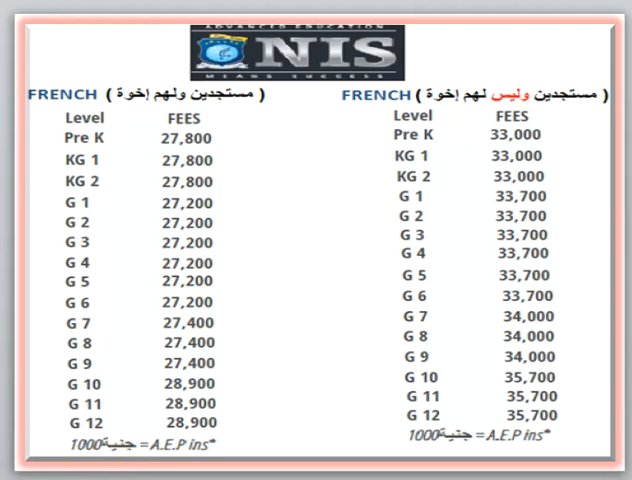 ADVANCED EDUCATION
NIS
MEANS SUCCESS
FRENCH ( مستجدين ولهم إخوة )
Level FEES
Pre K 27,800
KG 1 27,800
KG 2 27,800
G 1 27,200
G 2 27,200
G 3 27,200
G 4 27,200
G 5 27,200
G 6 27,200
G 7 27,400
G 8 27,400
G 9 27,400
G 10 28,900
G 11 28,900
G 12 28,900
1000جنية = A.E.P ins*
FRENCH ( مستجدين وليس لهم إخوة )
Level FEES
Pre K 33,000
KG 1 33,000
KG 2 33,000
G 1 33,700
G 2 33,700
G 3 33,700
G 4 33,700
G 5 33,700
G 6 33,700
G 7 34,000
G 8 34,000
G 9 34,000
G 10 35,700
G 11 35,700
G 12 35,700
1000جنية = A.E.P ins*